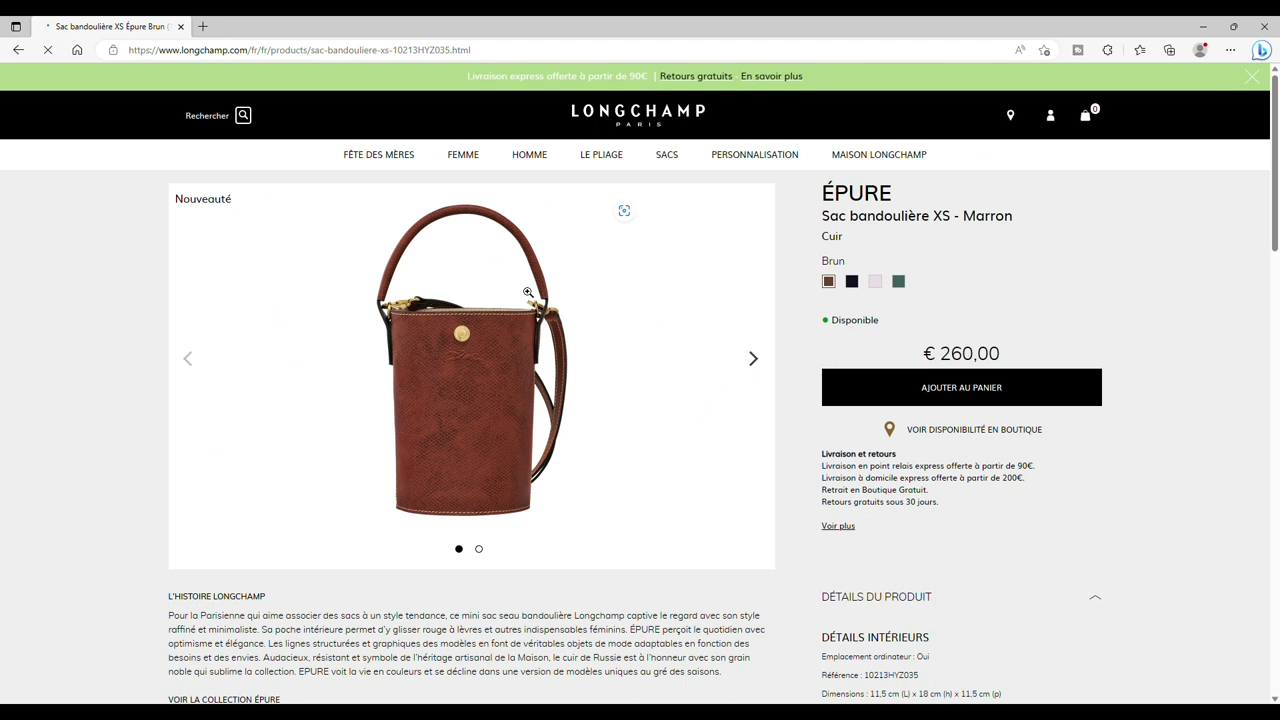 Sac bandoulière XS Épure Brun (
https://www.longchamp.com/fr/fr/products/sac-bandouliere-xs-10213HYZ035.html
Livraison express offerte à partir de 90€ | Retours gratuits En savoir plus
Rechercher
LONGCHAMP
PARIS
0
FÊTE DES MÈRES FEMME HOMME LE PLIAGE SACS PERSONNALISATION MAISON LONGCHAMP
Nouveauté
ÉPURE
Sac bandoulière XS - Marron
Cuir
Brun
Disponible
€ 260,00
AJOUTER AU PANIER
VOIR DISPONIBILITÉ EN BOUTIQUE
Livraison et retours
Livraison en point relais express offerte à partir de 90€.
Livraison à domicile express offerte à partir de 200€.
Retrait en Boutique Gratuit.
Retours gratuits sous 30 jours.
Voir plus
L'HISTOIRE LONGCHAMP
Pour la Parisienne qui aime associer des sacs à un style tendance, ce mini sac seau bandoulière Longchamp captive le regard avec son style
raffiné et minimaliste. Sa poche intérieure permet d'y glisser rouge à lèvres et autres indispensables féminins. ÉPURE perçoit le quotidien avec
optimisme et élégance. Les lignes structurées et graphiques des modèles en font de véritables objets de mode adaptables en fonction des
besoins et des envies. Audacieux, résistant et symbole de l'héritage artisanal de la Maison, le cuir de Russie est à l'honneur avec son grain
noble qui sublime la collection. EPURE voit la vie en couleurs et se décline dans une version de modèles uniques au gré des saisons.
VOIR LA COLLECTION ÉPURE
DÉTAILS DU PRODUIT
DÉTAILS INTÉRIEURS
Emplacement ordinateur : Oui
Référence : 10213HYZ035
Dimensions : 11.5 cm (L) x 18 cm (h) x 11.5 cm (p)